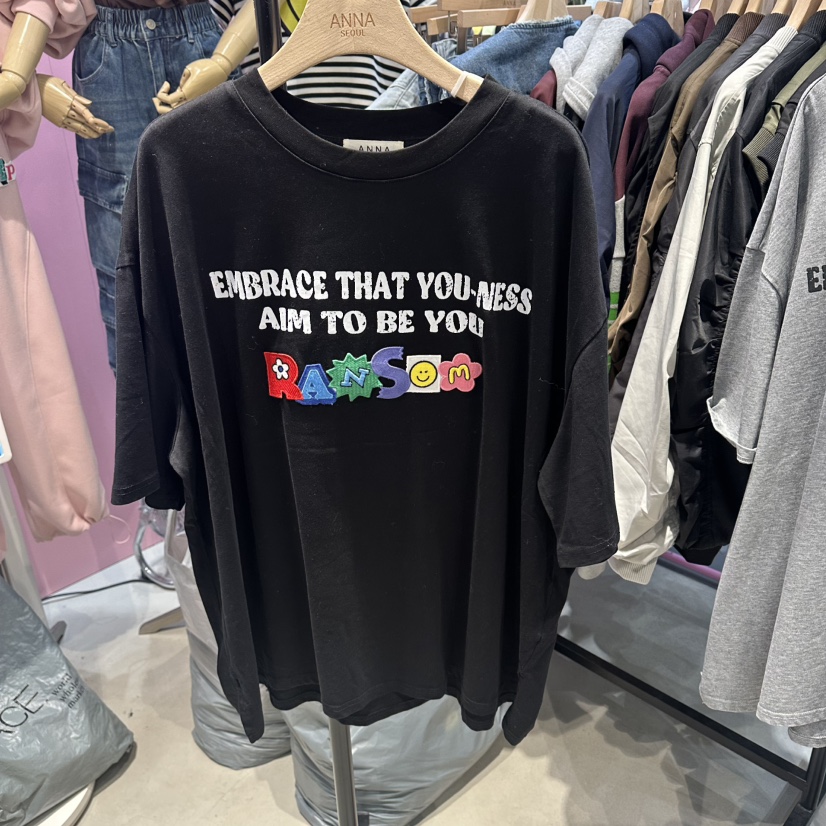 ANNA
SEOUL
ANNA
EMBRACE THAT YOU-NESS
AIM TO BE YOU
RANSOM